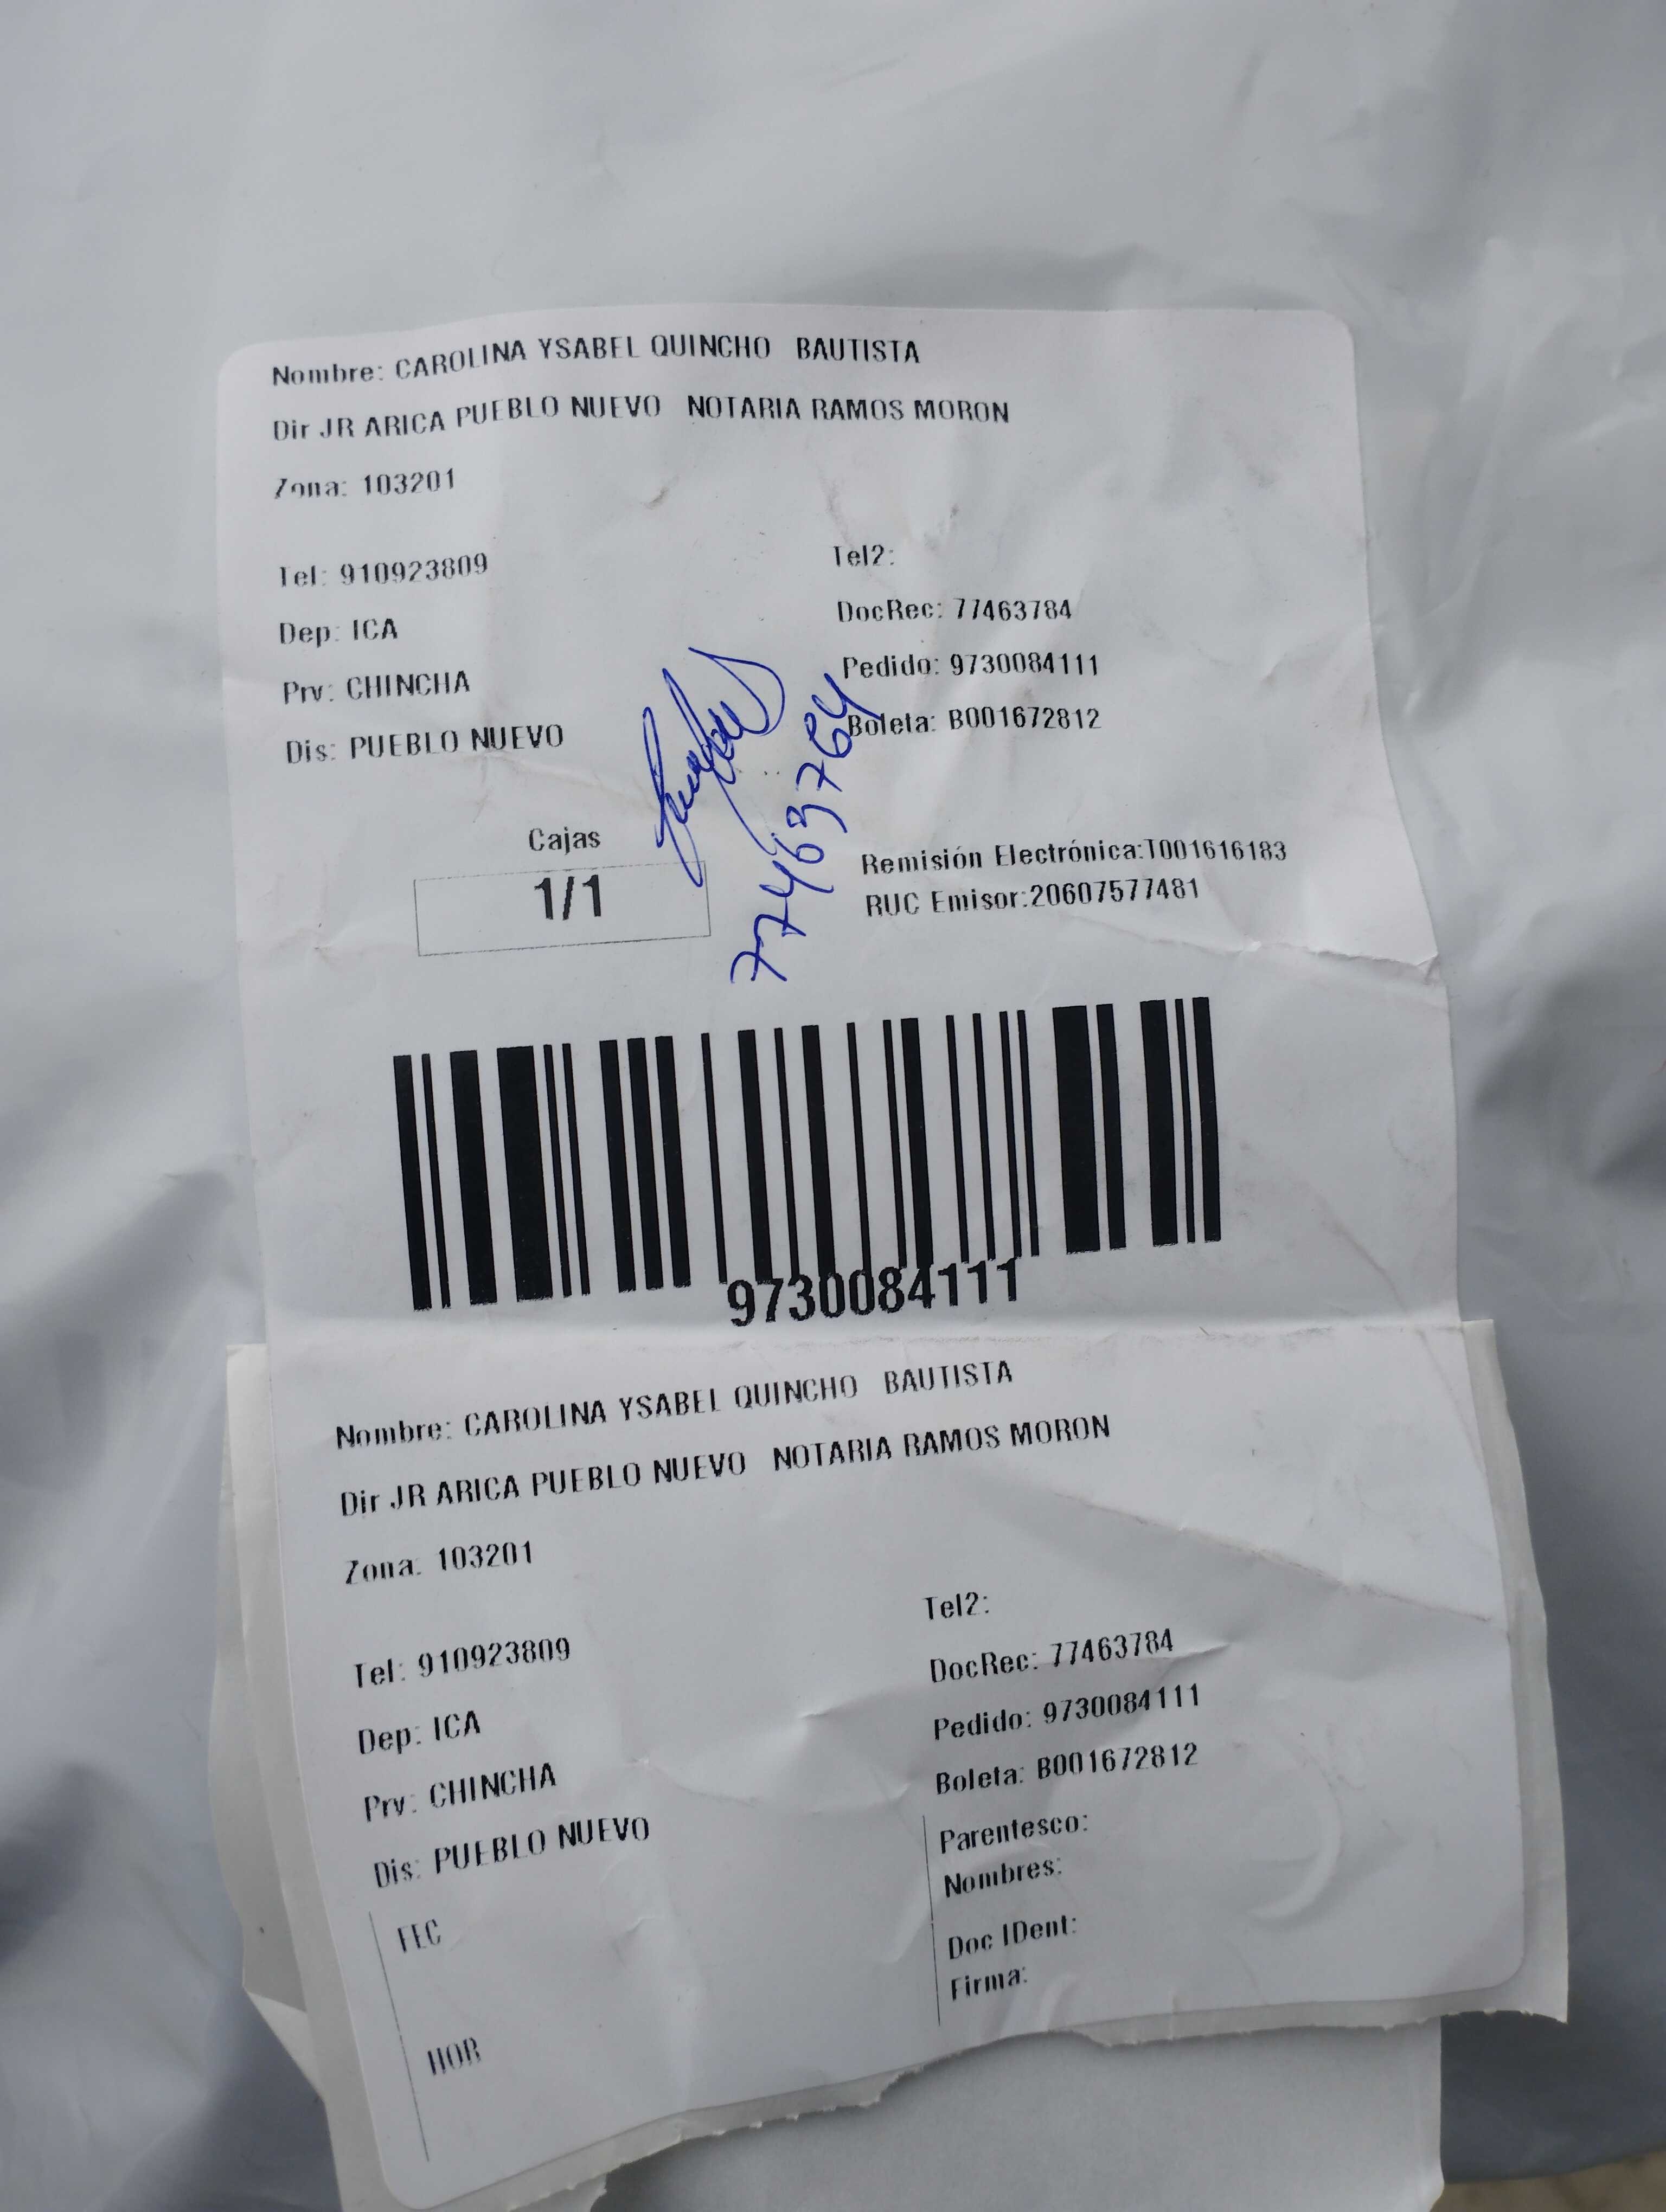 Nombre: CAROLINA YSABEL QUINCHO BAUTISTA
Dir JR ARICA PUEBLO NUEVO NOTARIA RAMOS MORON
Zona: 103201
Tel: 910923809
Tel2:
Dep: ICA
DocRec: 77463784
Prv: CHINCHA
Pedido: 9730084111
Dis: PUEBLO NUEVO
Boleta: B001672812
77463764
Cajas
1/1
Remisión Electrónica:T001616183
RUC Emisor:20607577481
9730084111
Nombre: CAROLINA YSABEL QUINCHO BAUTISTA
Dir JR ARICA PUEBLO NUEVO NOTARIA RAMOS MORON
Zona: 103201
Tel: 910923809
Tel2:
Dep: ICA
DocRec: 77463784
Prv: CHINCHA
Pedido: 9730084111
Dis: PUEBLO NUEVO
Boleta: B001672812
Parentesco:
Nombres:
FEC
Doc IDent:
Firma:
HOR